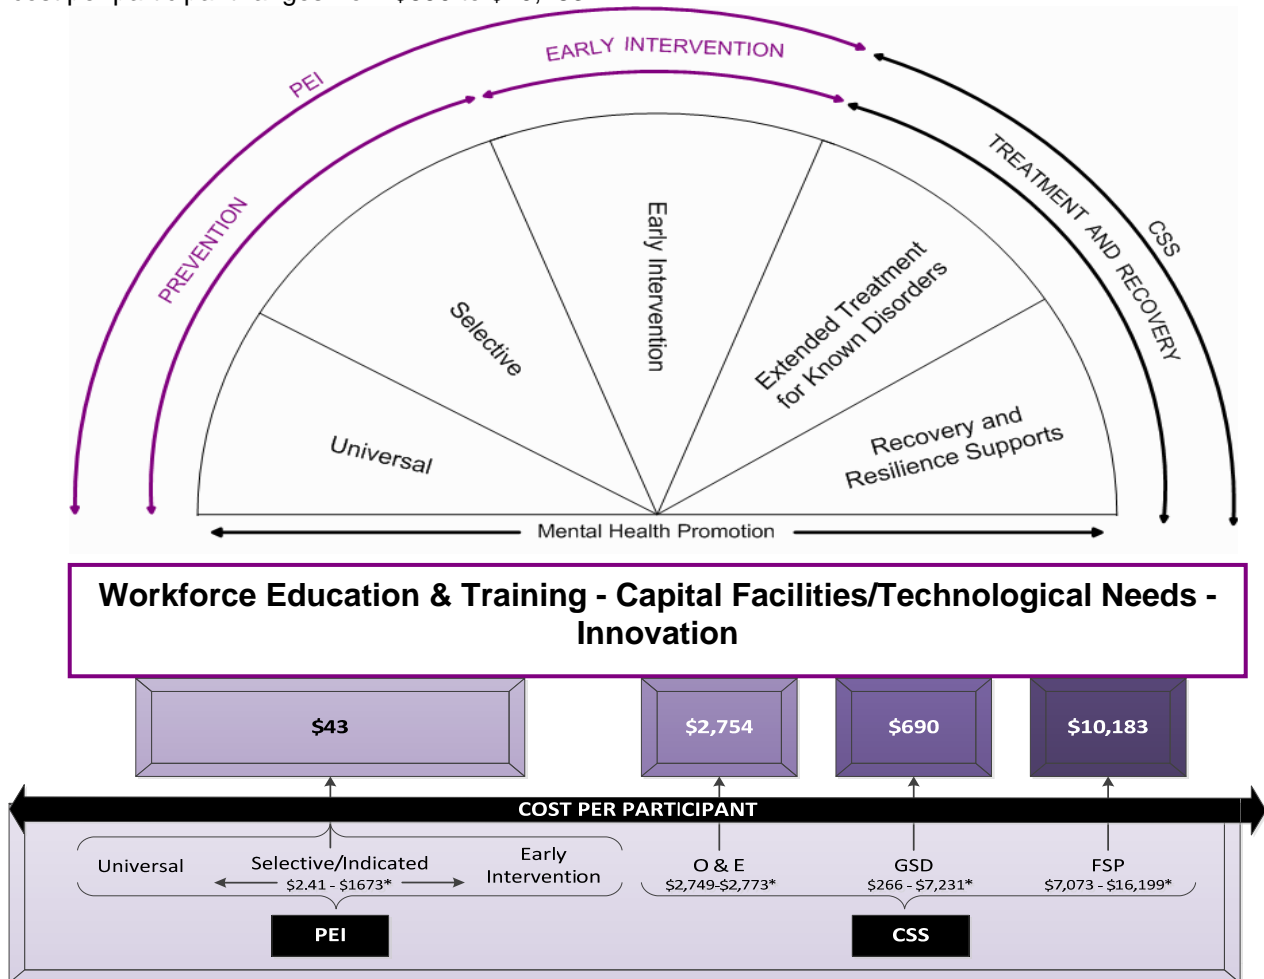 PEI
EARLY INTERVENTION
PREVENTION
TREATMENT AND RECOVERY
CSS
Universal
Selective
Early Intervention
Extended Treatment
for Known Disorders
Recovery and
Resilience Supports
Mental Health Promotion
Workforce Education & Training - Capital Facilities/Technological Needs -
Innovation
$43
$2,754
$690
$10,183
COST PER PARTICIPANT
Universal
Selective/Indicated
$2.41 - $1673*
Early
Intervention
O & E
$2,749-$2,773*
GSD
$266 - $7,231*
FSP
$7,073 - $16,199*
PEI
CSS